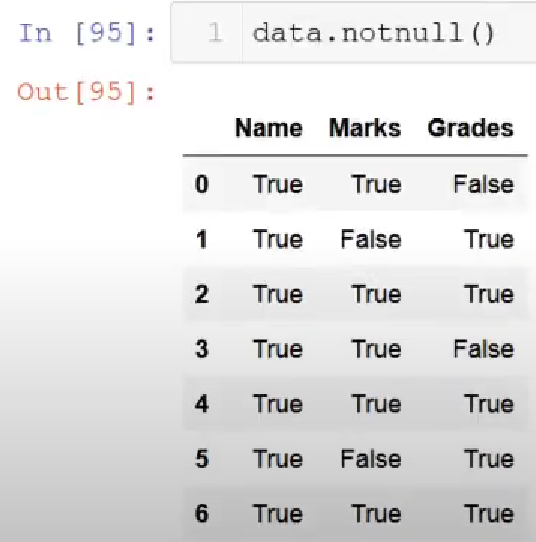 In [95]: 1 data.notnull()
Out[95]:
Name Marks Grades
0 True True False
1 True False True
2 True True True
3 True True False
4 True True True
5 True False True
6 True True True